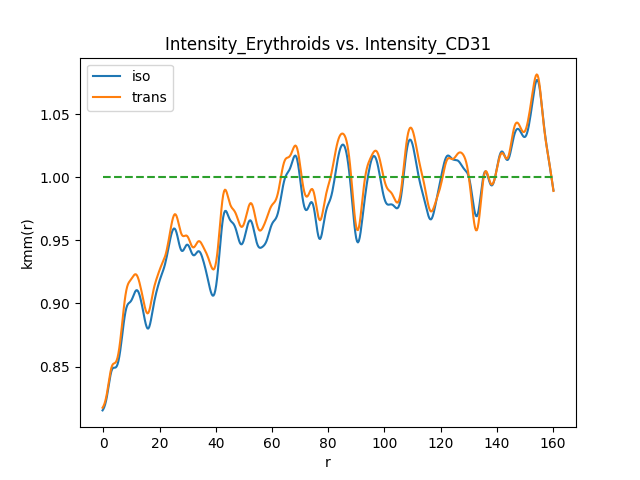 Intensity_Erythroids vs. Intensity_CD31
iso
trans
1.05
1.00
0.95
0.90
0.85
kmm(r)
0 20 40 60 80 100 120 140 160
r